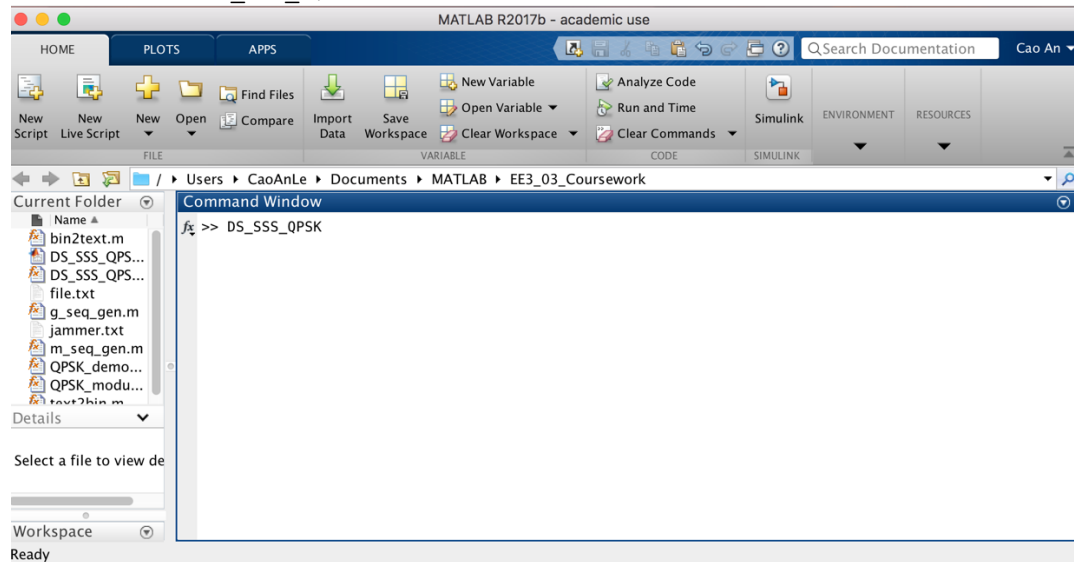 MATLAB R2017b - academic use
HOME PLOTS APPS Search Documentation Cao An
New Script New Live Script New Open Find Files Compare Import Data Save Workspace New Variable Open Variable Clear Workspace Analyze Code Run and Time Clear Commands Simulink ENVIRONMENT RESOURCES
FILE VARIABLE CODE SIMULINK
/ Users CaoAnLe Documents MATLAB EE3_03_Coursework
Current Folder
Name
bin2text.m
DS_SSS_QPS...
DS_SSS_QPS...
file.txt
g_seq_gen.m
jammer.txt
m_seq_gen.m
QPSK_demo...
QPSK_modu...
text2bin.m
Details
Select a file to view de
Workspace
Ready
Command Window
fx >> DS_SSS_QPSK